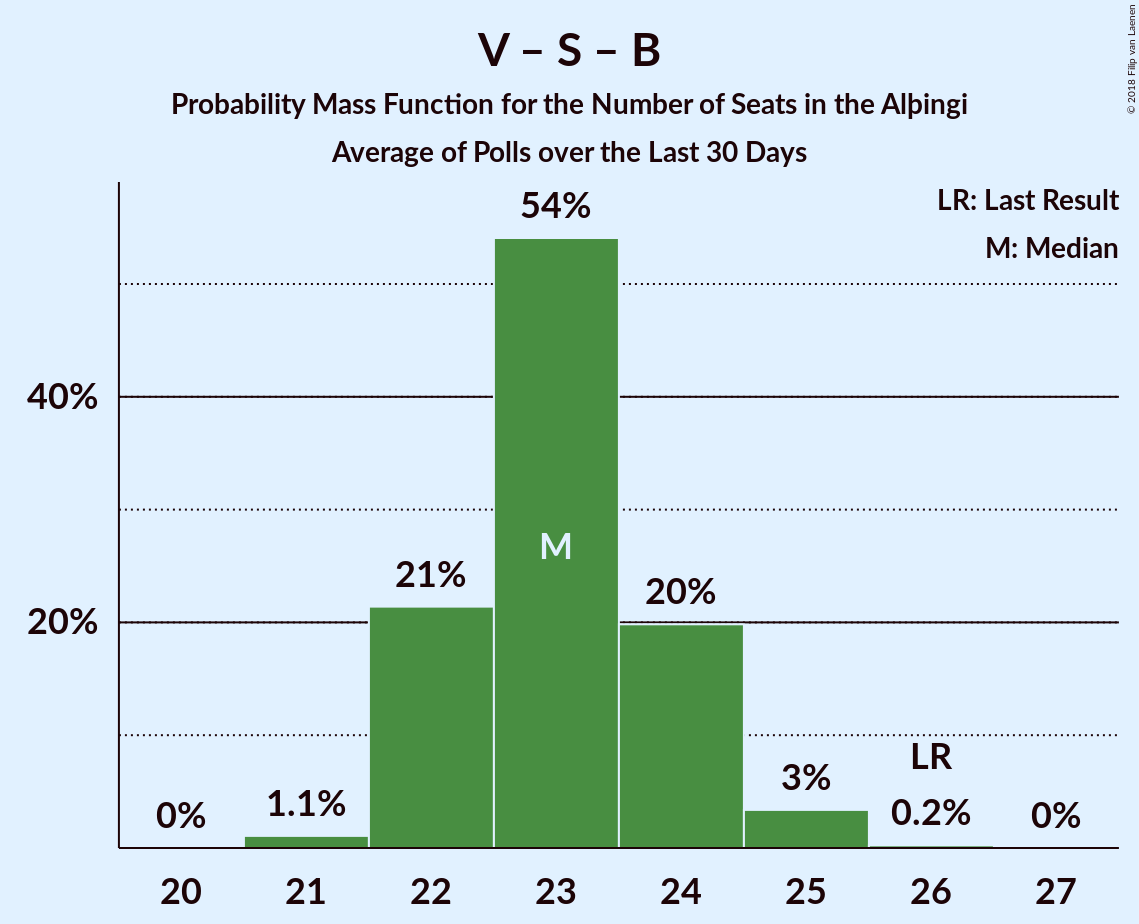 V – S – B
Probability Mass Function for the Number of Seats in the Alþingi
Average of Polls over the Last 30 Days
© 2018 Filip van Laenen
LR: Last Result
M: Median
54%
40%
M
21%
20%
20%
LR
3%
1.1%
0%
0.2%
0%
20 21 22 23 24 25 26 27